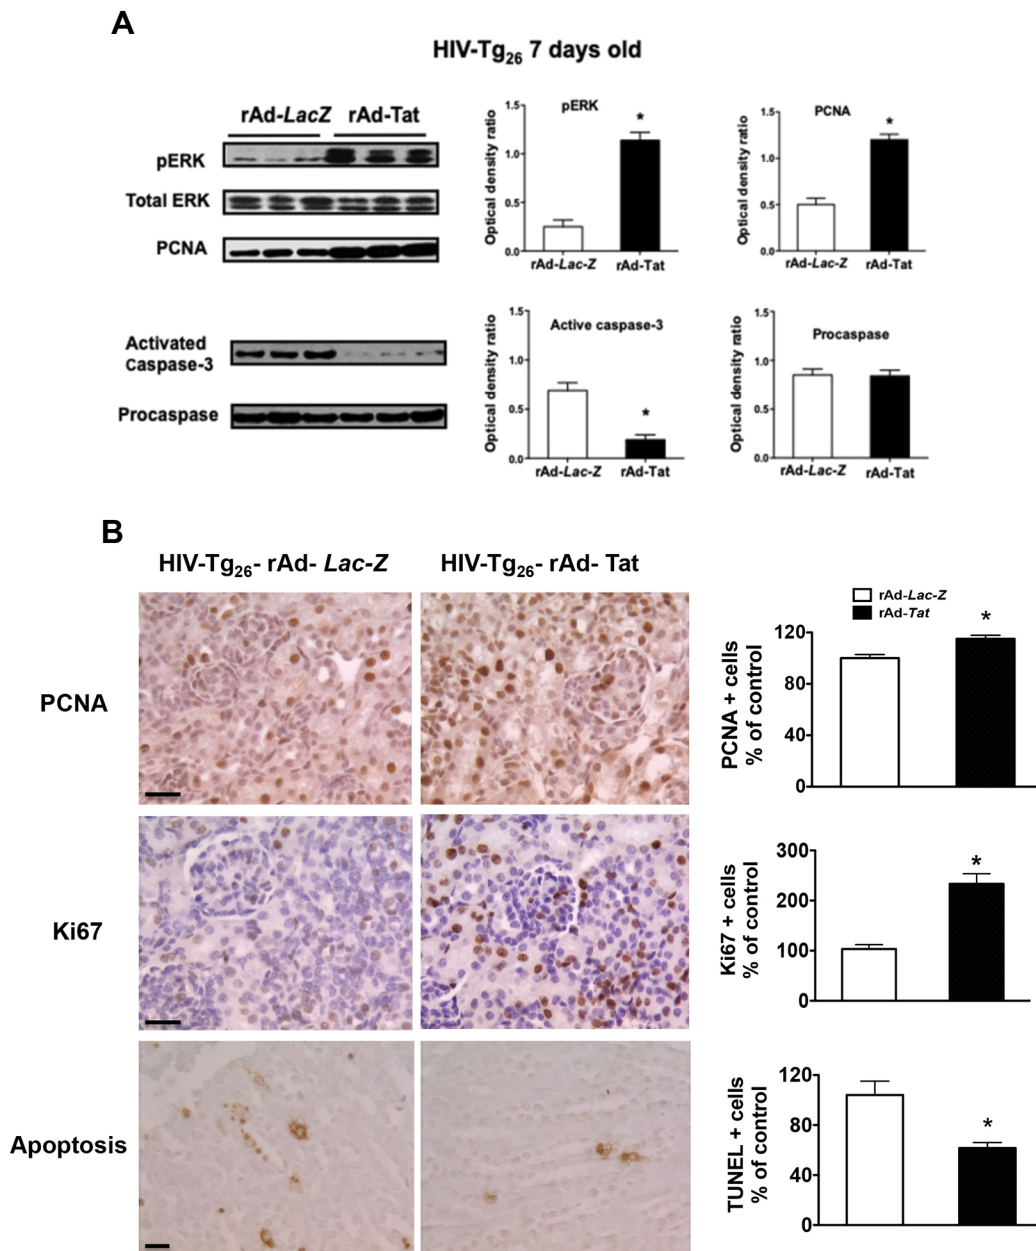 A
HIV-Tg26 7 days old
rAd-LacZ rAd-Tat
pERK
Total ERK
PCNA
Activated
Caspase-3
Procaspase
pERK
Optical density ratio
1.5
1.0
0.5
0.0
*
rAd-Lac-Z rAd-Tat
PCNA
Optical density ratio
1.5
1.0
0.5
0.0
*
rAd-Lac-Z rAd-Tat
Active caspase-3
Optical density ratio
1.5
1.0
0.5
0.0
*
rAd-Lac-Z rAd-Tat
Procaspase
Optical density ratio
1.5
1.0
0.5
0.0
rAd-Lac-Z rAd-Tat
B
HIV-Tg26- rAd- Lac-Z
HIV-Tg26- rAd- Tat
PCNA
Ki67
Apoptosis
rAd-Lac-Z
rAd-Tat
PCNA + cells
% of control
120
80
40
0
*
Ki67 + cells
% of control
300
200
100
0
*
TUNEL + cells
% of control
120
80
40
0
*